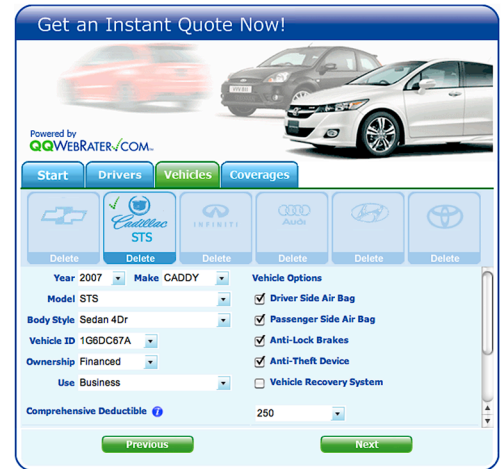 Get an Instant Quote Now!
Powered by
QQWEBRATER COM
Start Drivers Vehicles Coverages
Cadillac
STS
INFINITI
Audi
Delete Delete Delete Delete Delete Delete
Year 2007 Make CADDY Vehicle Options
Model STS Driver Side Air Bag
Body Style Sedan 4Dr Passenger Side Air Bag
Vehicle ID 1G6DC67A Anti-Lock Brakes
Ownership Financed Anti-Theft Device
Use Business Vehicle Recovery System
Comprehensive Deductible i 250
Previous Next